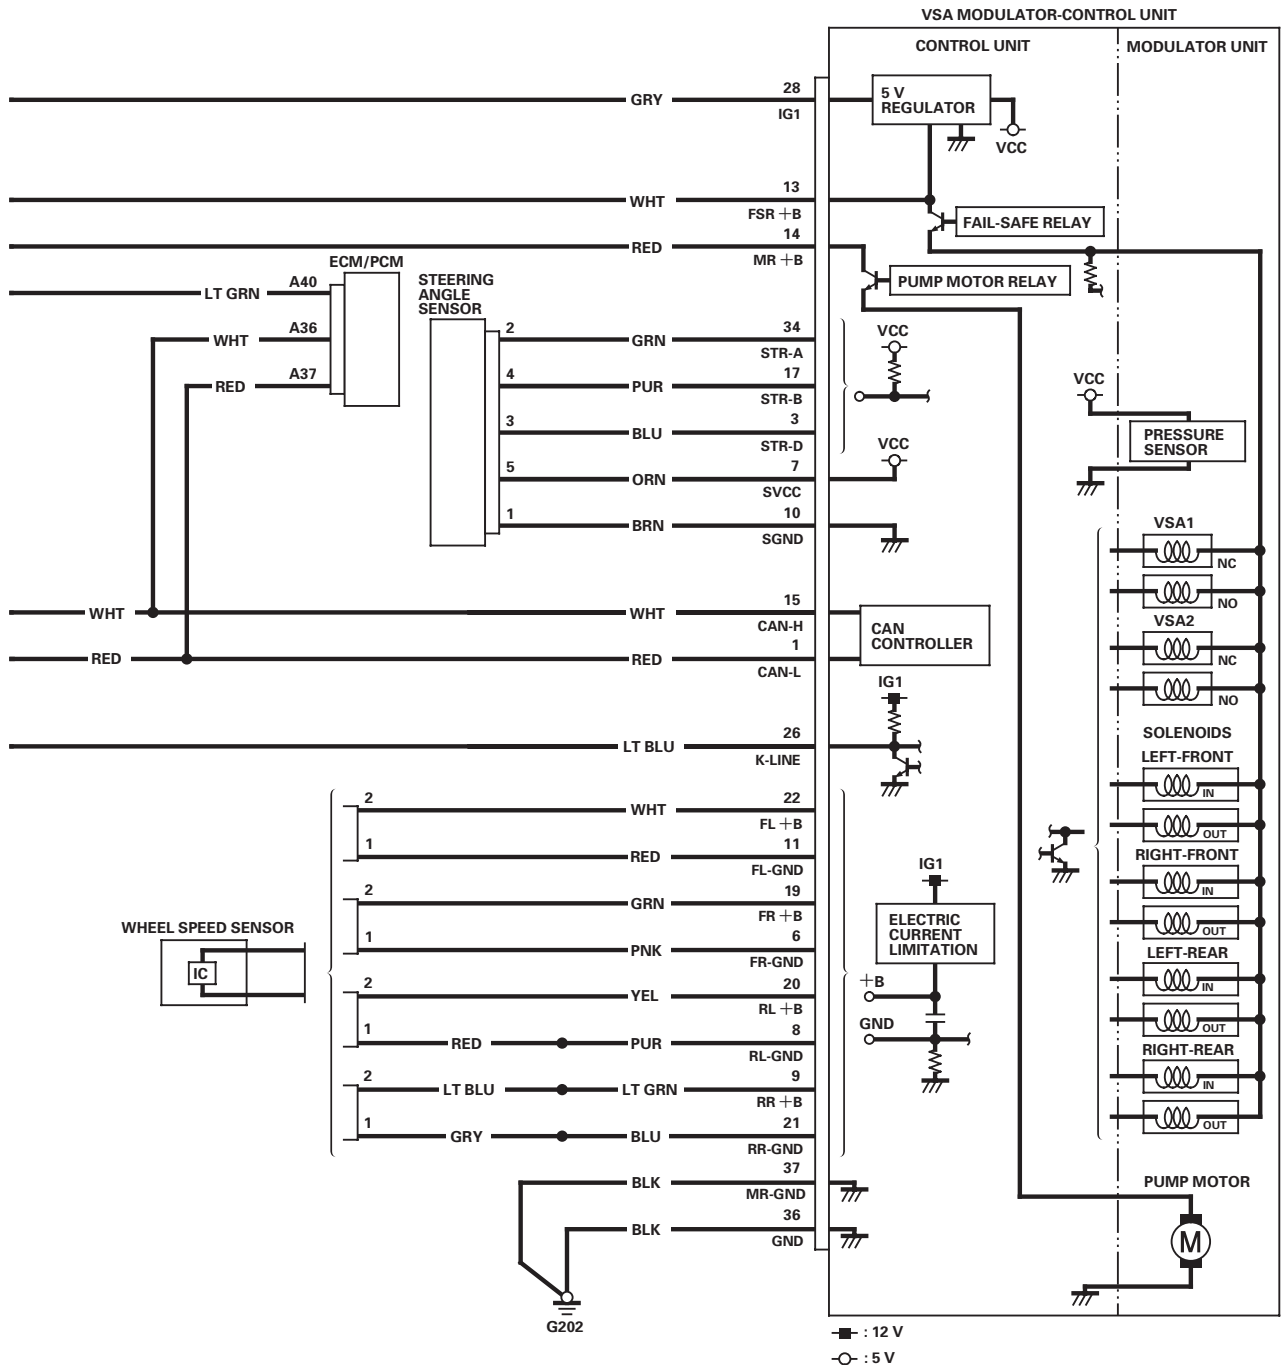 VSA MODULATOR-CONTROL UNIT
CONTROL UNIT
MODULATOR UNIT
GRY
28
IG1
5 V
REGULATOR
VCC
WHT
13
FSR +B
FAIL-SAFE RELAY
RED
14
MR +B
PUMP MOTOR RELAY
ECM/PCM
LT GRN
A40
WHT
A36
RED
A37
STEERING
ANGLE
SENSOR
2
GRN
34
STR-A
4
PUR
17
STR-B
3
BLU
3
STR-D
5
ORN
7
SVCC
1
BRN
10
SGND
VCC
VCC
VCC
PRESSURE
SENSOR
WHT
WHT
15
CAN-H
RED
RED
1
CAN-L
CAN
CONTROLLER
VSA1
NC
NO
VSA2
NC
NO
LT BLU
26
K-LINE
IG1
SOLENOIDS
LEFT-FRONT
IN
OUT
RIGHT-FRONT
IN
OUT
LEFT-REAR
IN
OUT
RIGHT-REAR
IN
OUT
WHEEL SPEED SENSOR
IC
2
WHT
22
FL +B
1
RED
11
FL-GND
2
GRN
19
FR +B
1
PNK
6
FR-GND
2
YEL
20
RL +B
1
RED
PUR
8
RL-GND
2
LT BLU
LT GRN
9
RR +B
1
GRY
BLU
21
RR-GND
IG1
ELECTRIC
CURRENT
LIMITATION
+B
GND
BLK
37
MR-GND
BLK
36
GND
G202
PUMP MOTOR
M
: 12 V
: 5 V